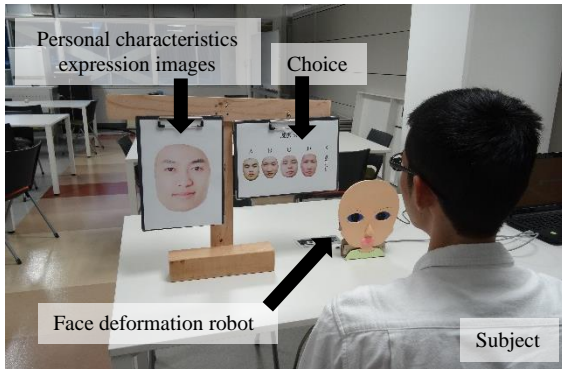 Personal characteristics
expression images
Choice
Face deformation robot
Subject